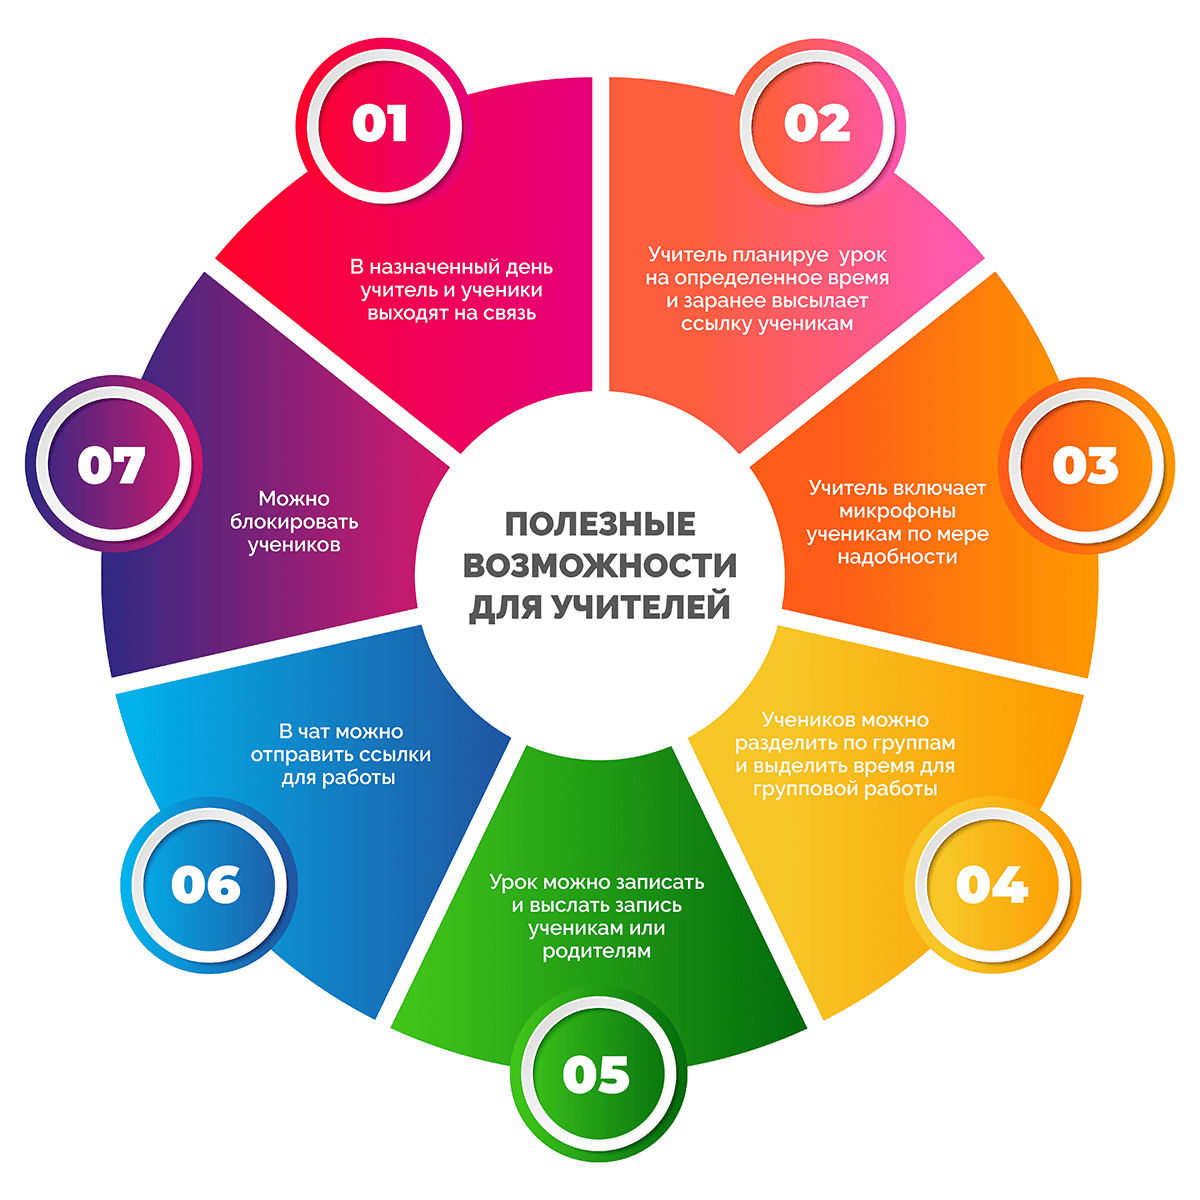 01
В назначенный день
учитель и ученики
выходят на связь
02
Учитель планируе  урок
на определенное время
и заранее высылает
ссылку ученикам
03
Учитель включает
микрофоны
ученикам по мере
надобности
04
Учеников можно
разделить по группам
и выделить время для
групповой работы
05
Урок можно записать
и выслать запись
ученикам или
родителям
06
В чат можно
отправить ссылки
для работы
07
Можно
блокировать
учеников
ПОЛЕЗНЫЕ
ВОЗМОЖНОСТИ
ДЛЯ УЧИТЕЛЕЙ